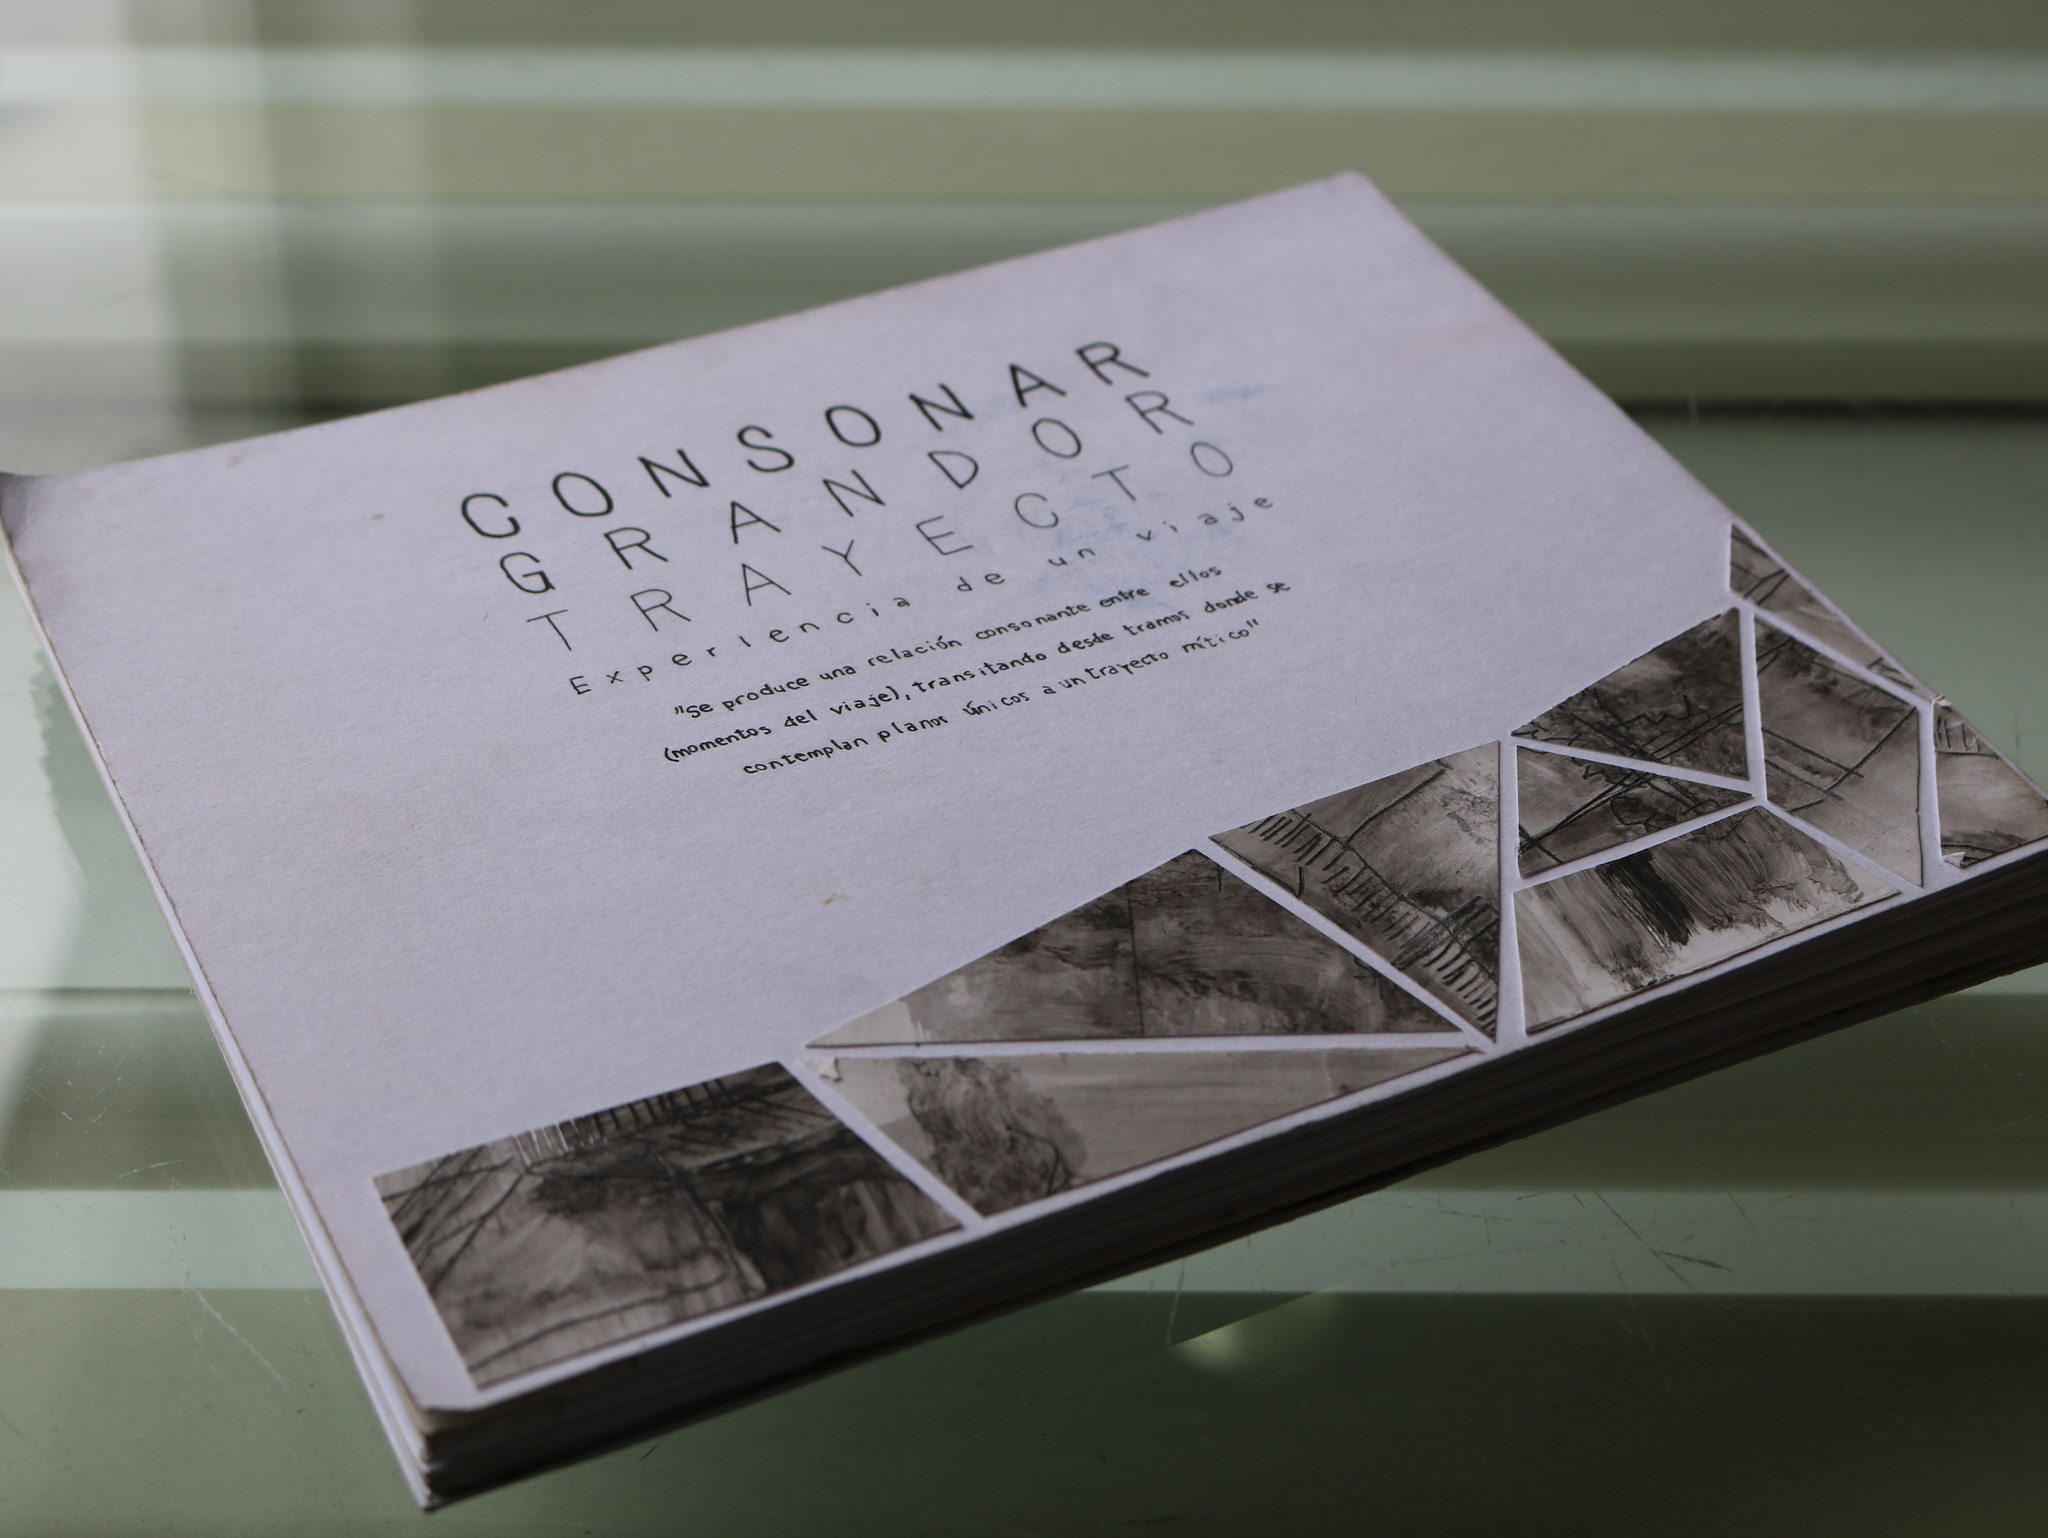 CONSONAR
GRANDOR
TRAYECTO
Experiencia de un viaje
"Se produce una relación consonante entre ellos
(momentos del viaje), transitando desde tramos donde se
contemplan planos únicos a un trayecto mítico"